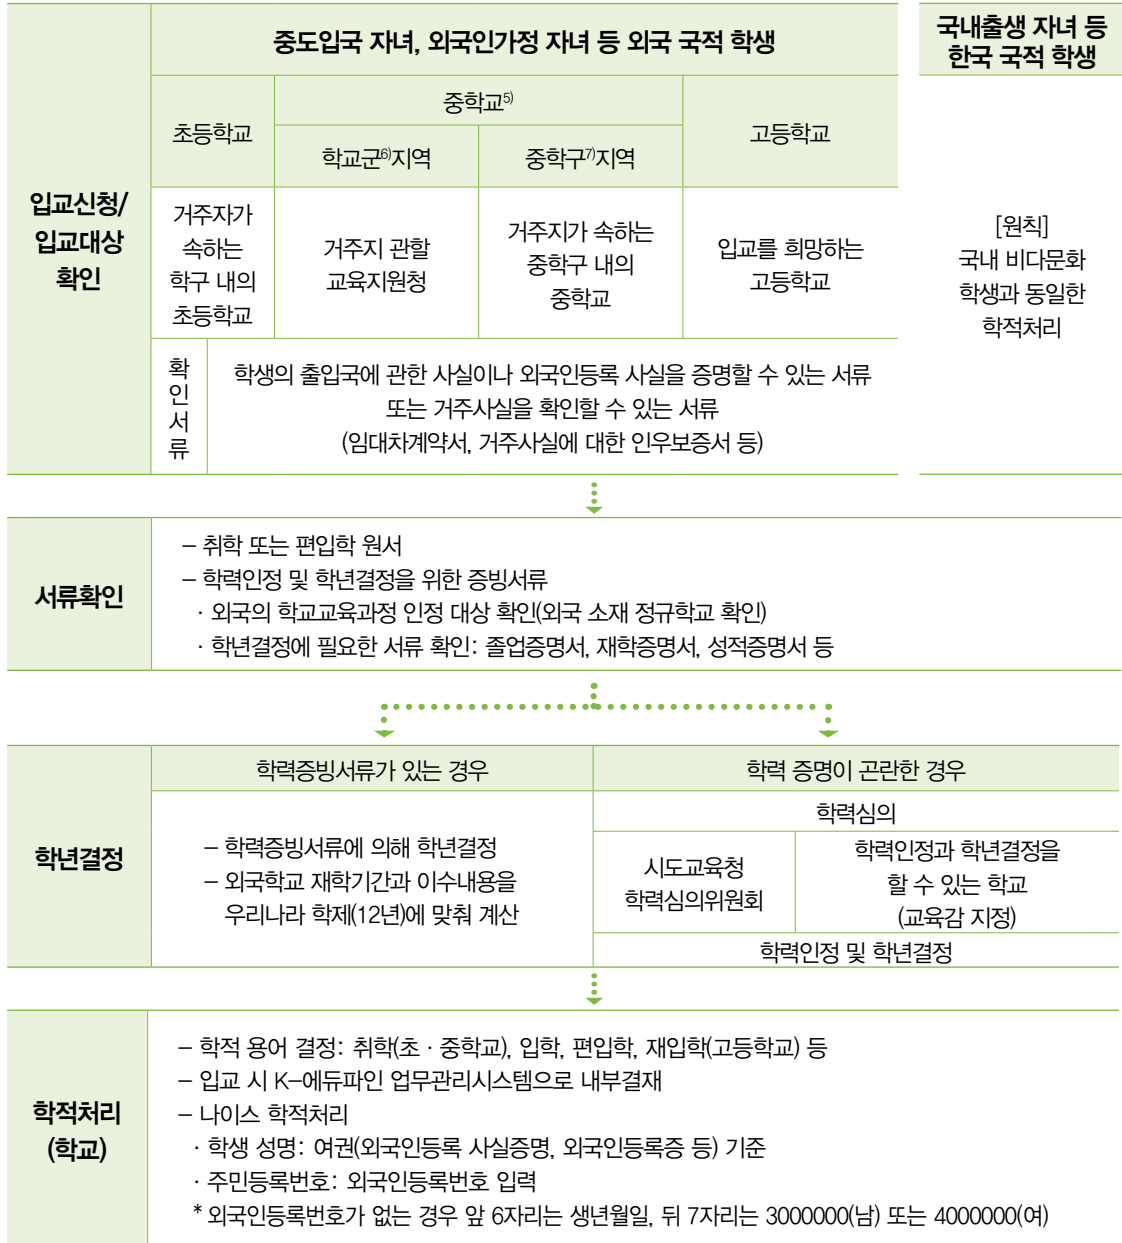 중도입국 자녀, 외국인가정 자녀 등 외국 국적 학생
국내출생 자녀 등
한국 국적 학생
입교신청/
입교대상
확인
초등학교
중학교5)
고등학교
학교군6)지역
중학구7)지역
거주자가
속하는
학구 내의
초등학교
거주지 관할
교육지원청
거주지가 속하는
중학구 내의
중학교
입교를 희망하는
고등학교
[원칙]
국내 비다문화
학생과 동일한
학적처리
확
인
서
류
학생의 출입국에 관한 사실이나 외국인등록 사실을 증명할 수 있는 서류
또는 거주사실을 확인할 수 있는 서류
(임대차계약서, 거주사실에 대한 인우보증서 등)
서류확인
– 취학 또는 편입학 원서
– 학력인정 및 학년결정을 위한 증빙서류
· 외국의 학교교육과정 인정 대상 확인(외국 소재 정규학교 확인)
· 학년결정에 필요한 서류 확인: 졸업증명서, 재학증명서, 성적증명서 등
학년결정
학력증빙서류가 있는 경우
– 학력증빙서류에 의해 학년결정
– 외국학교 재학기간과 이수내용을
우리나라 학제(12년)에 맞춰 계산
학력 증명이 곤란한 경우
학력심의
시도교육청
학력심의위원회
학력인정과 학년결정을
할 수 있는 학교
(교육감 지정)
학력인정 및 학년결정
학적처리
(학교)
– 학적 용어 결정: 취학(초 · 중학교), 입학, 편입학, 재입학(고등학교) 등
– 입교 시 K–에듀파인 업무관리시스템으로 내부결재
– 나이스 학적처리
· 학생 성명: 여권(외국인등록 사실증명, 외국인등록증 등) 기준
· 주민등록번호: 외국인등록번호 입력
* 외국인등록번호가 없는 경우 앞 6자리는 생년월일, 뒤 7자리는 3000000(남) 또는 4000000(여)